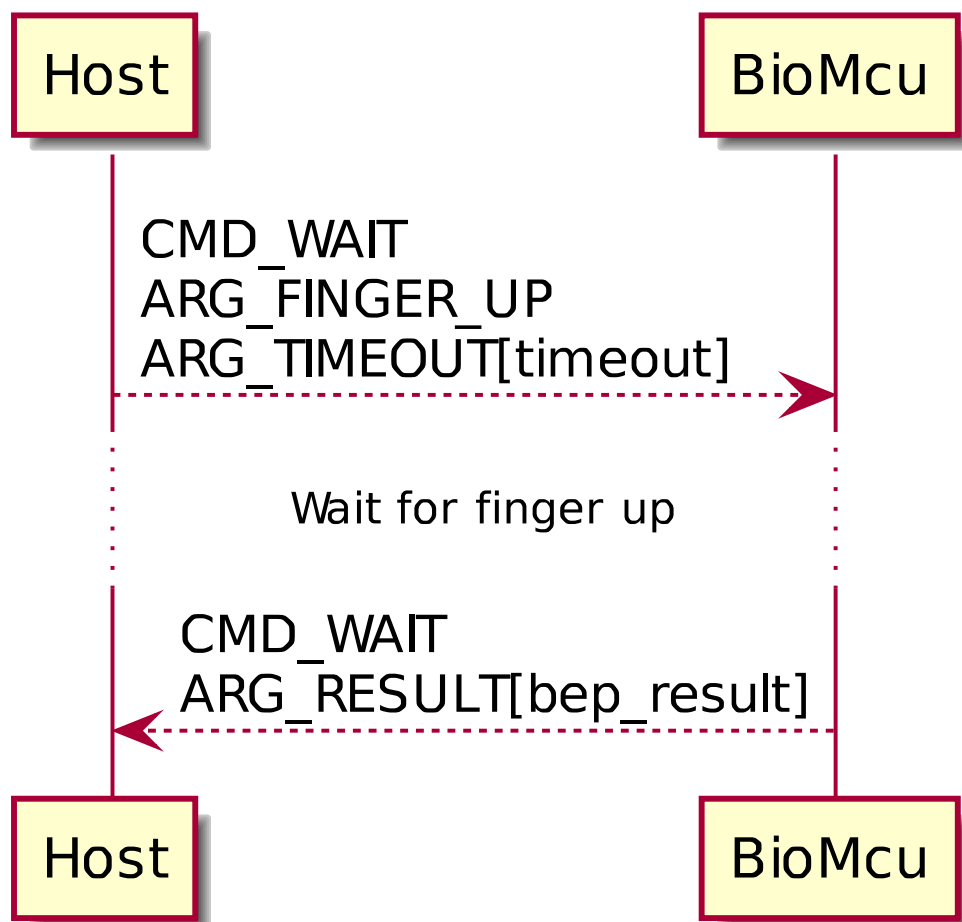 Host
BioMcu
CMD_WAIT
ARG_FINGER_UP
ARG_TIMEOUT[timeout]
Wait for finger up
CMD_WAIT
ARG_RESULT[bep_result]
Host
BioMcu